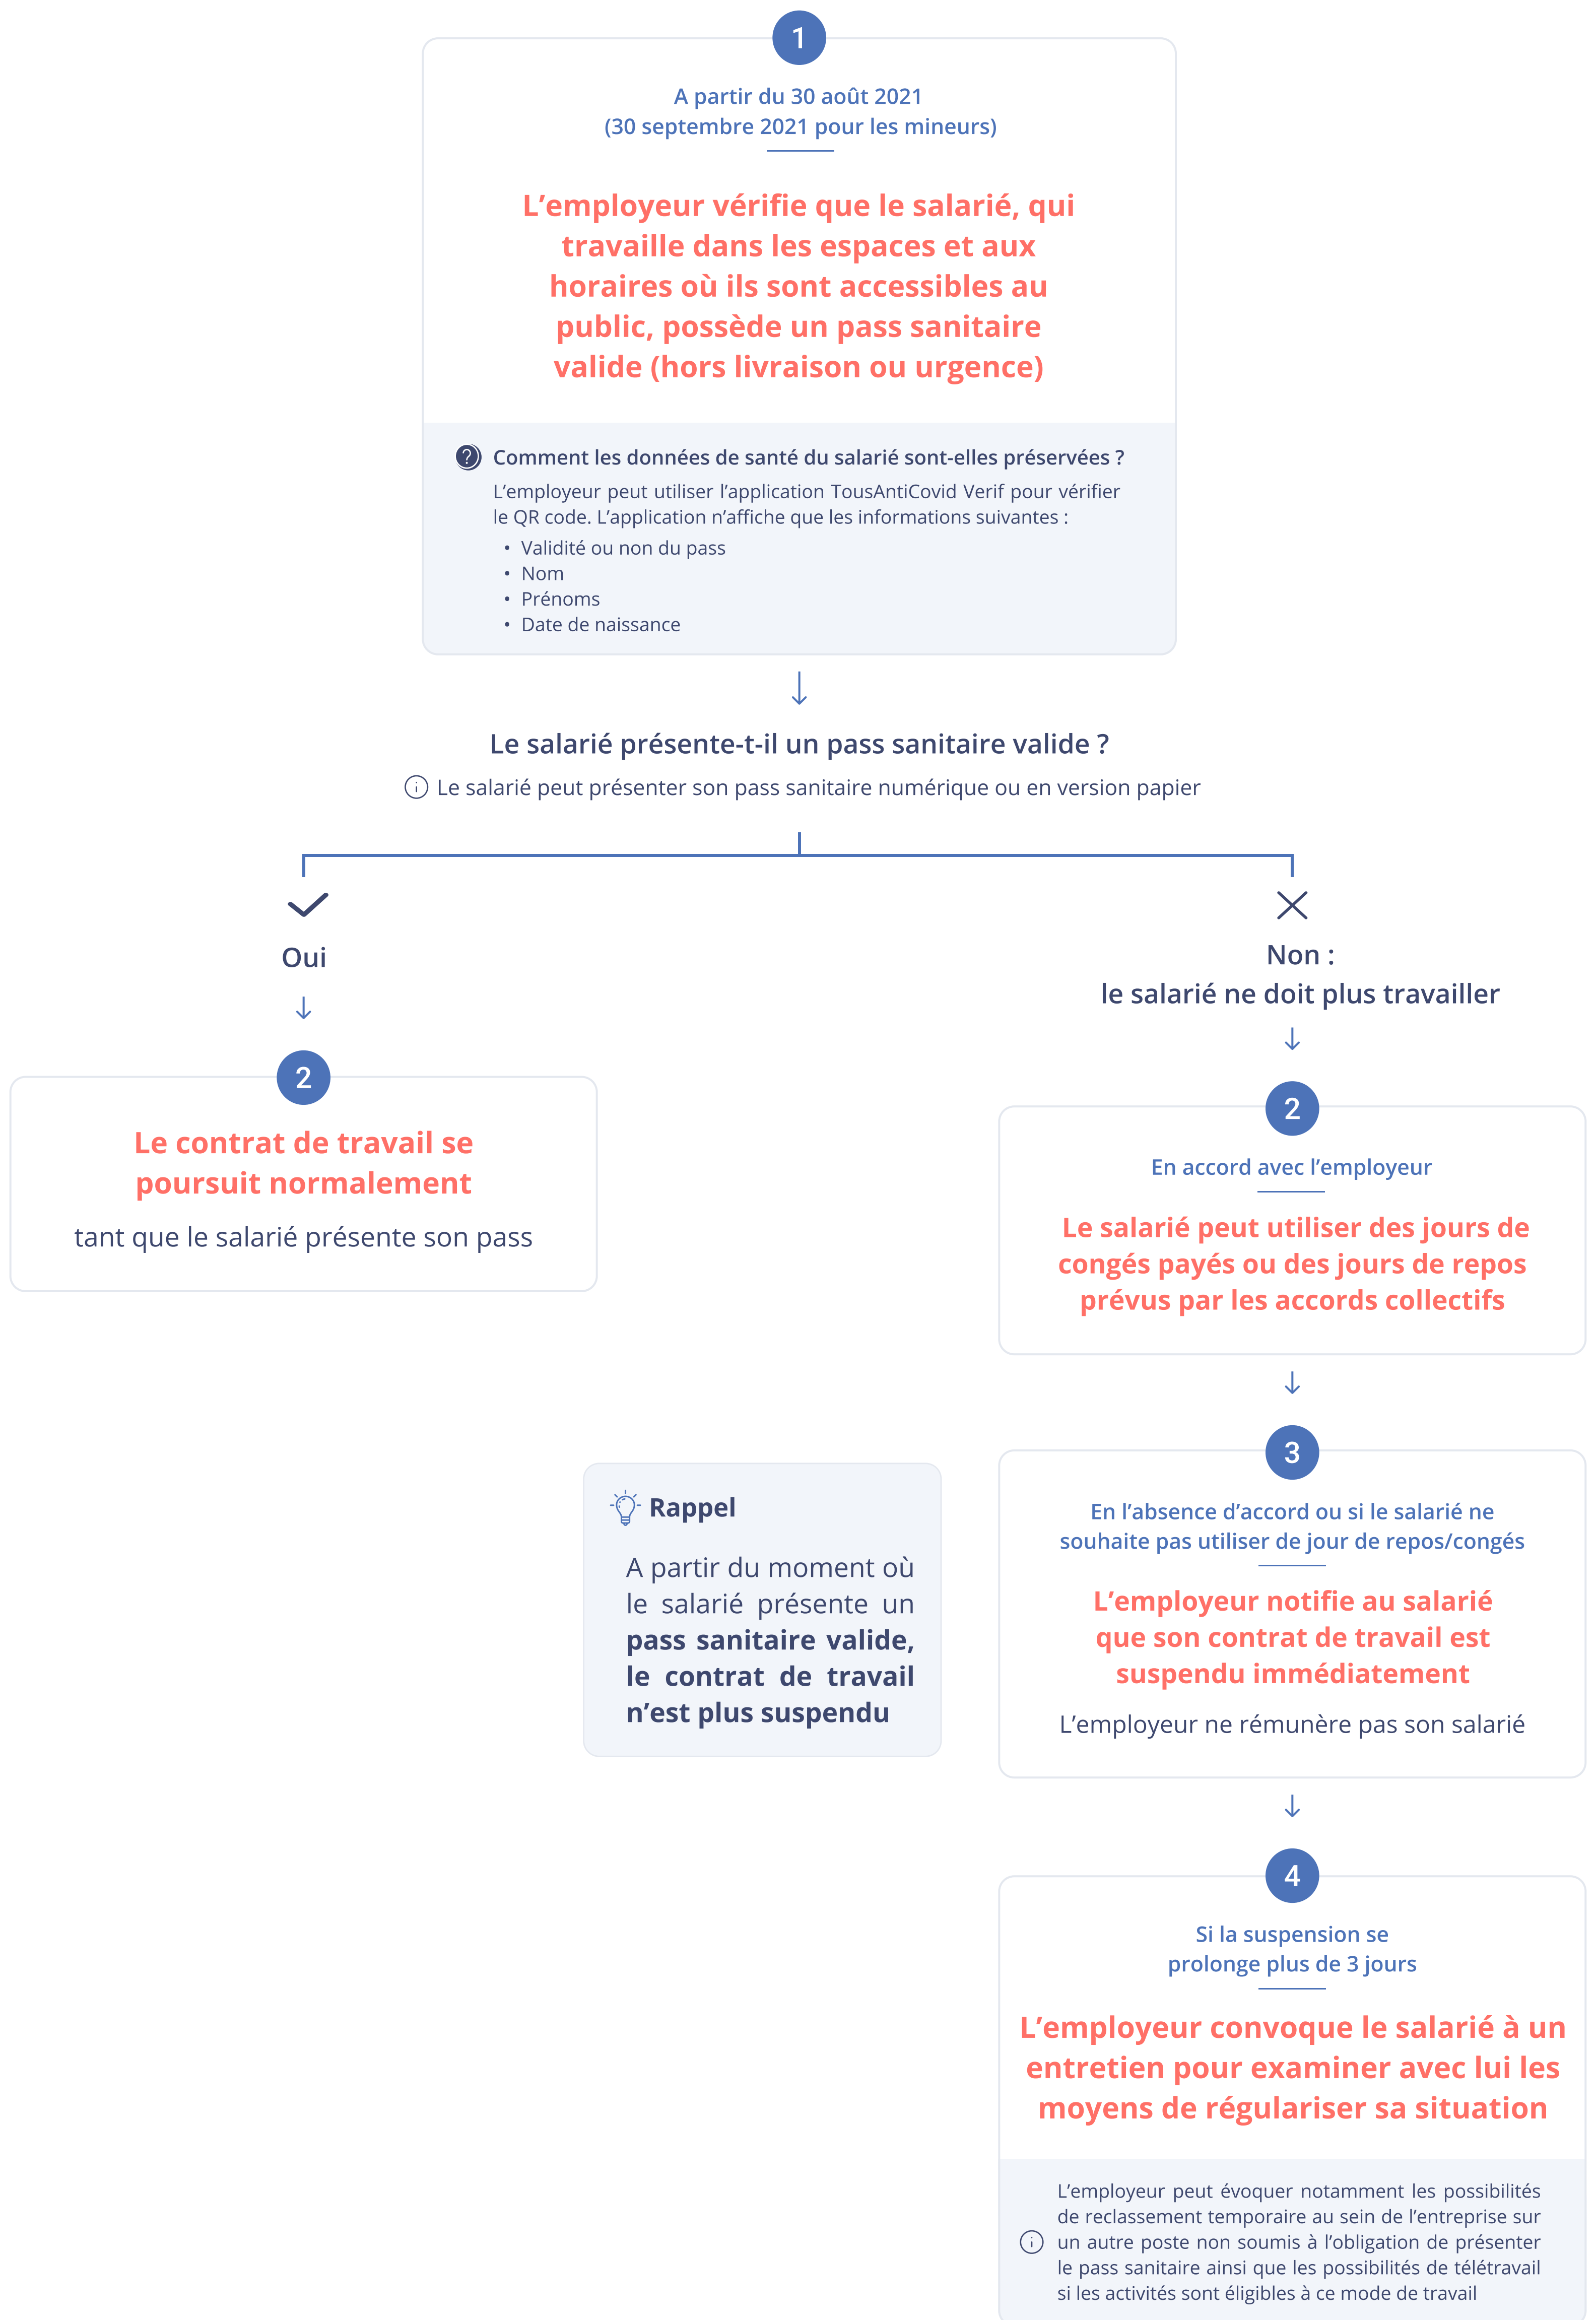 1
A partir du 30 août 2021
(30 septembre 2021 pour les mineurs)
L’employeur vérifie que le salarié, qui
travaille dans les espaces et aux
horaires où ils sont accessibles au
public, possède un pass sanitaire
valide (hors livraison ou urgence)
? Comment les données de santé du salarié sont-elles préservées ?
L’employeur peut utiliser l’application TousAntiCovid Verif pour vérifier
le QR code. L’application n’affiche que les informations suivantes :
• Validité ou non du pass
• Nom
• Prénoms
• Date de naissance
Le salarié présente-t-il un pass sanitaire valide ?
i Le salarié peut présenter son pass sanitaire numérique ou en version papier
Oui
2
Le contrat de travail se
poursuit normalement
tant que le salarié présente son pass
Non :
le salarié ne doit plus travailler
2
En accord avec l’employeur
Le salarié peut utiliser des jours de
congés payés ou des jours de repos
prévus par les accords collectifs
Rappel
A partir du moment où
le salarié présente un
pass sanitaire valide,
le contrat de travail
n’est plus suspendu
3
En l’absence d’accord ou si le salarié ne
souhaite pas utiliser de jour de repos/congés
L’employeur notifie au salarié
que son contrat de travail est
suspendu immédiatement
L’employeur ne rémunère pas son salarié
4
Si la suspension se
prolonge plus de 3 jours
L’employeur convoque le salarié à un
entretien pour examiner avec lui les
moyens de régulariser sa situation
L’employeur peut évoquer notamment les possibilités
de reclassement temporaire au sein de l’entreprise sur
i un autre poste non soumis à l’obligation de présenter
le pass sanitaire ainsi que les possibilités de télétravail
si les activités sont éligibles à ce mode de travail